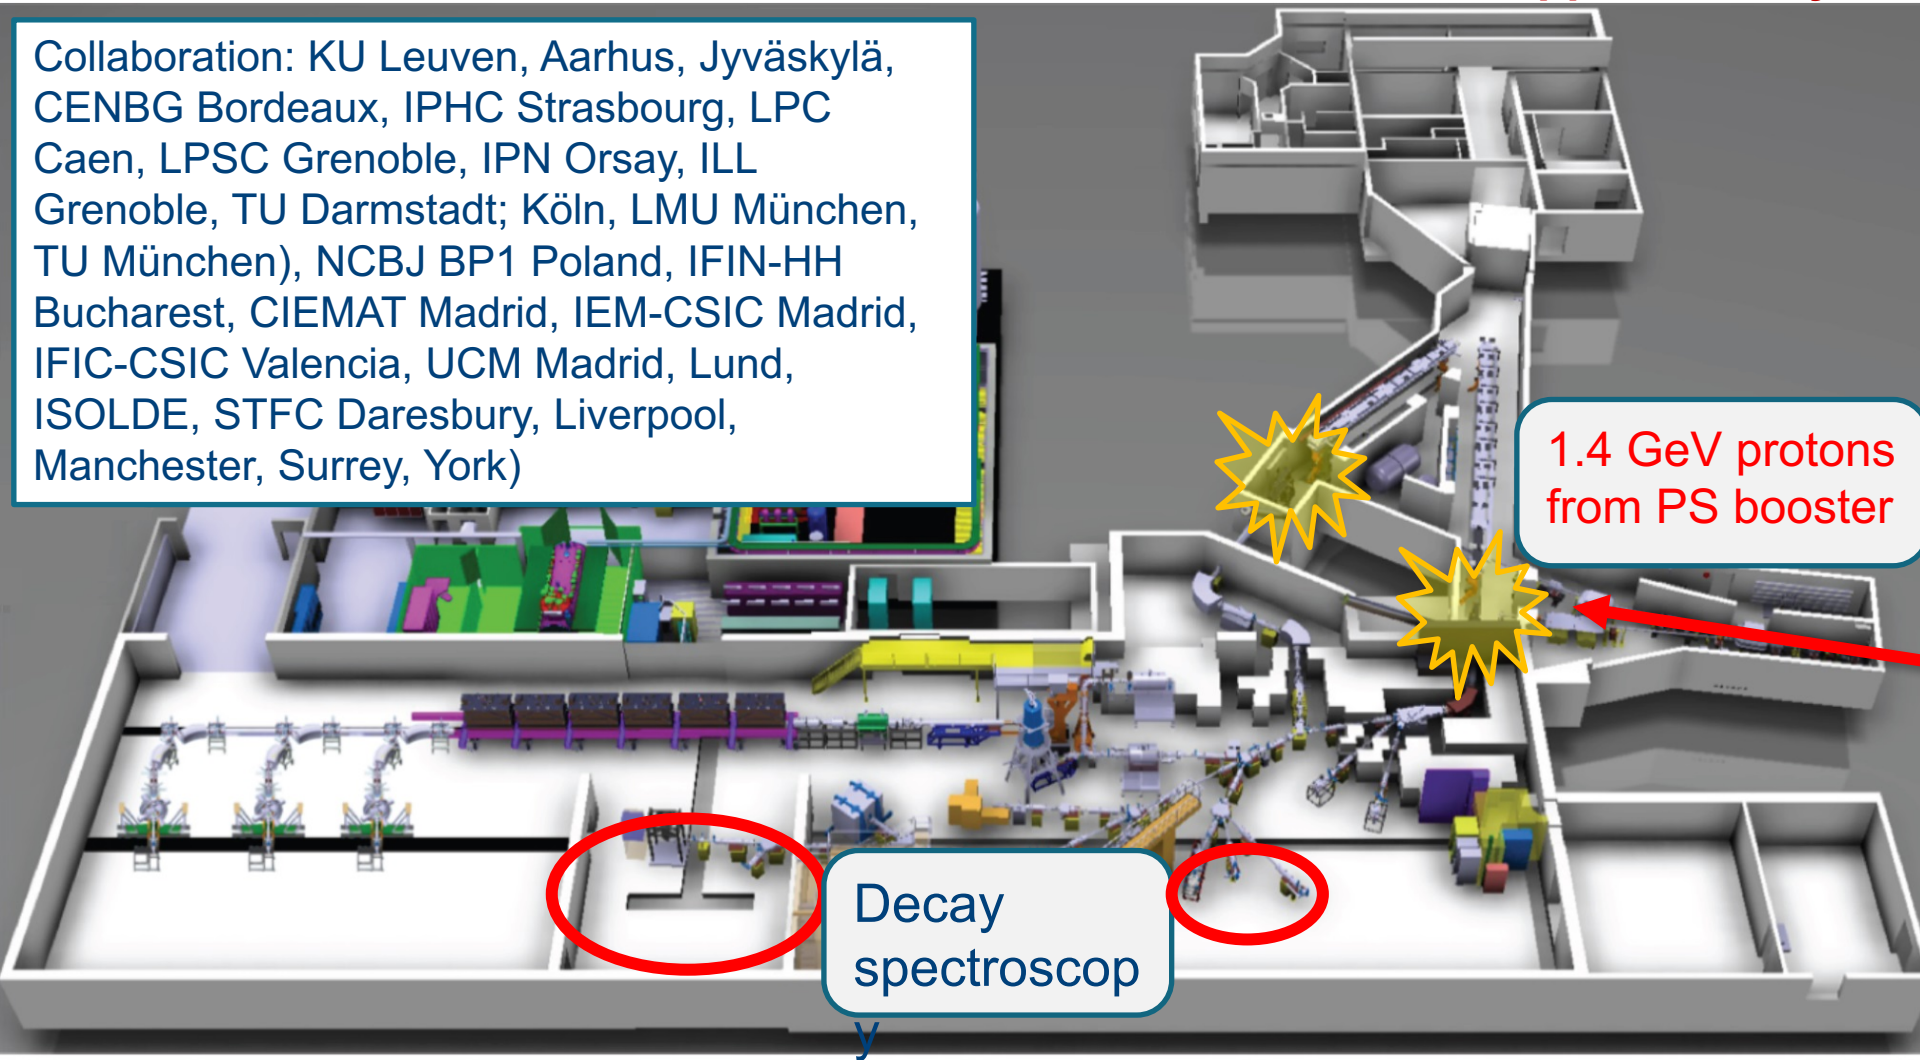 Collaboration: KU Leuven, Aarhus, Jyväskylä,
CENBG Bordeaux, IPHC Strasbourg, LPC
Caen, LPSC Grenoble, IPN Orsay, ILL
Grenoble, TU Darmstadt; Köln, LMU München,
TU München), NCBJ BP1 Poland, IFIN-HH
Bucharest, CIEMAT Madrid, IEM-CSIC Madrid,
IFIC-CSIC Valencia, UCM Madrid, Lund,
ISOLDE, STFC Daresbury, Liverpool,
Manchester, Surrey, York)
1.4 GeV protons
from PS booster
Decay
spectroscop
y